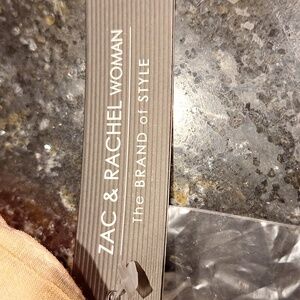 ZAC & RACHEL WOMAN
The BRAND of STYLE